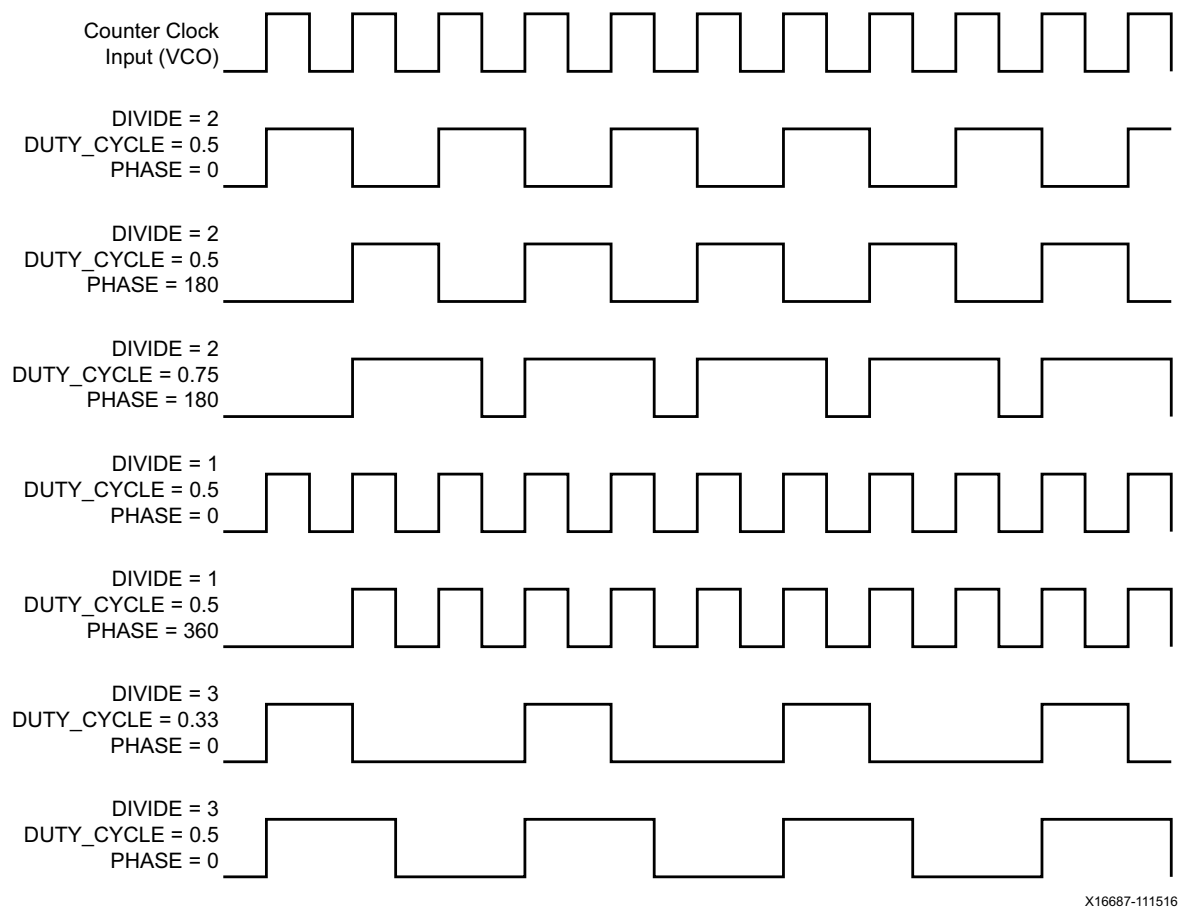 Counter Clock
Input (VCO)
DIVIDE = 2
DUTY_CYCLE = 0.5
PHASE = 0
DIVIDE = 2
DUTY_CYCLE = 0.5
PHASE = 180
DIVIDE = 2
DUTY_CYCLE = 0.75
PHASE = 180
DIVIDE = 1
DUTY_CYCLE = 0.5
PHASE = 0
DIVIDE = 1
DUTY_CYCLE = 0.5
PHASE = 360
DIVIDE = 3
DUTY_CYCLE = 0.33
PHASE = 0
DIVIDE = 3
DUTY_CYCLE = 0.5
PHASE = 0
X16687-111516